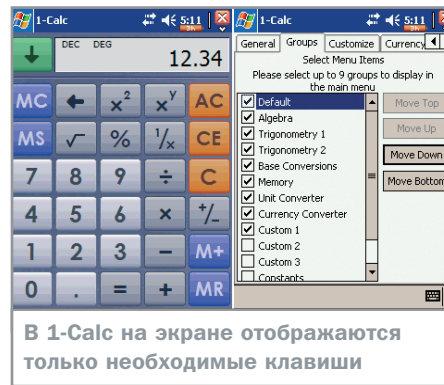 1-Calc 5:11
DEC DEG
12.34
MC x² xʸ AC
MS √ % ¹/ₓ CE
7 8 9 ÷ C
4 5 6 × +/-
1 2 3 − M+
0 . = + MR
1-Calc 5:11
General Groups Customize Currency
Select Menu Items
Please select up to 9 groups to display in
the main menu
Default
Algebra
Trigonometry 1
Trigonometry 2
Base Conversions
Memory
Unit Converter
Currency Converter
Custom 1
Custom 2
Custom 3
Constants
Move Top
Move Up
Move Down
Move Bottom
В 1-Calc на экране отображаются
только необходимые клавиши